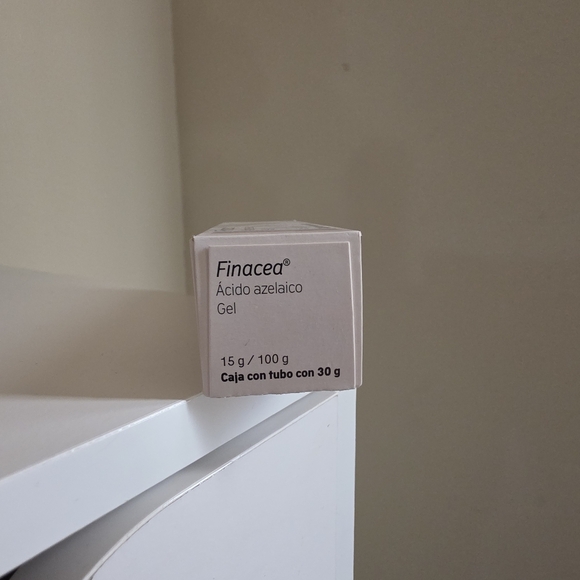 Finacea®
Ácido azelaico
Gel
15 g / 100 g
Caja con tubo con 30 g